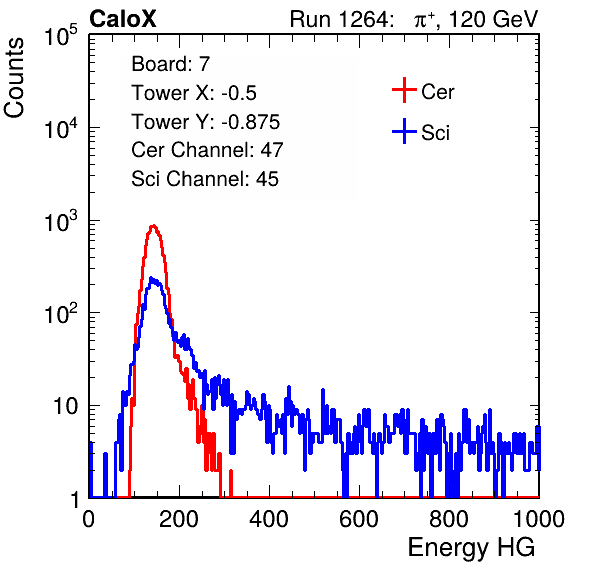 CaloX Run 1264: π⁺, 120 GeV
Counts
10⁵
10⁴
10³
10²
10
1
Board: 7
Tower X: -0.5
Tower Y: -0.875
Cer Channel: 47
Sci Channel: 45
Cer
Sci
0 200 400 600 800 1000
Energy HG